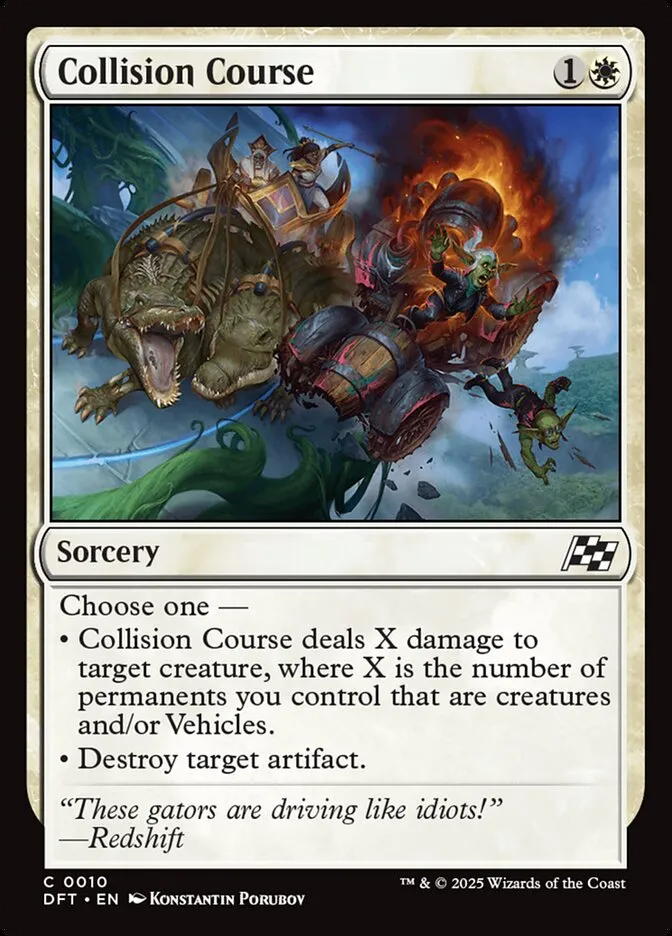 Collision Course
1
Sorcery
Choose one —
• Collision Course deals X damage to
target creature, where X is the number of
permanents you control that are creatures
and/or Vehicles.
• Destroy target artifact.
“These gators are driving like idiots!”
—Redshift
C 0010
DFT • EN Konstantin Porubov
™ & © 2025 Wizards of the Coast